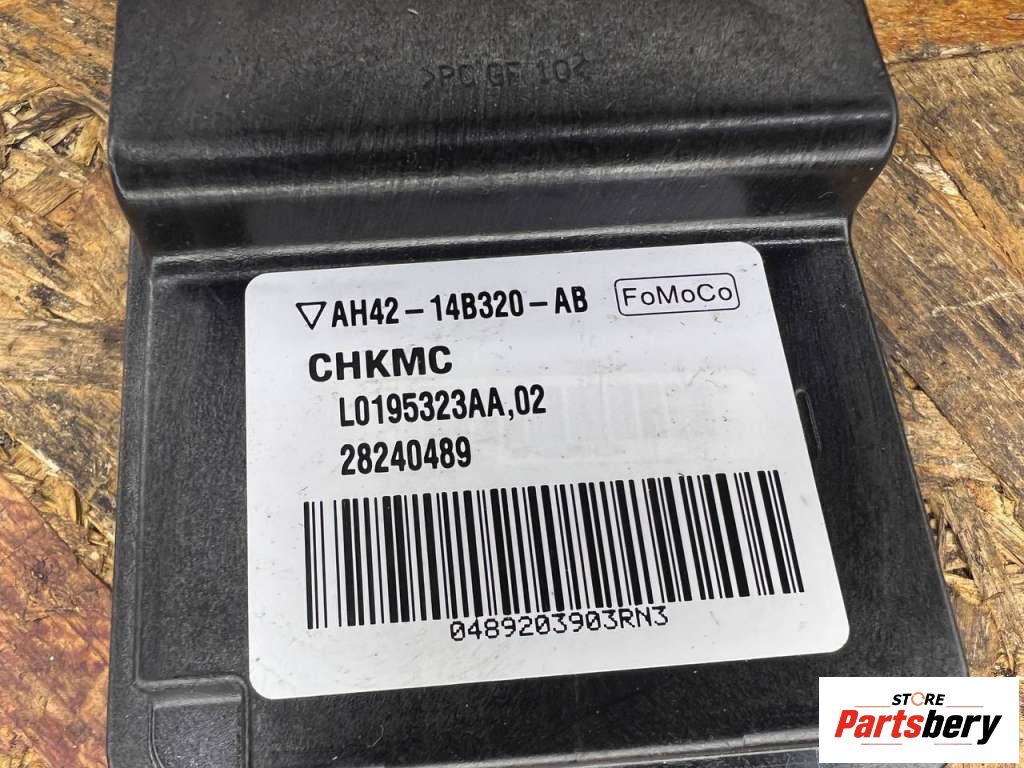 >PC GF 10<
▽AH42-14B320-AB FoMoCo
CHKMC
L0195323AA,02
28240489
0489203903RN3
STORE
Partsbery